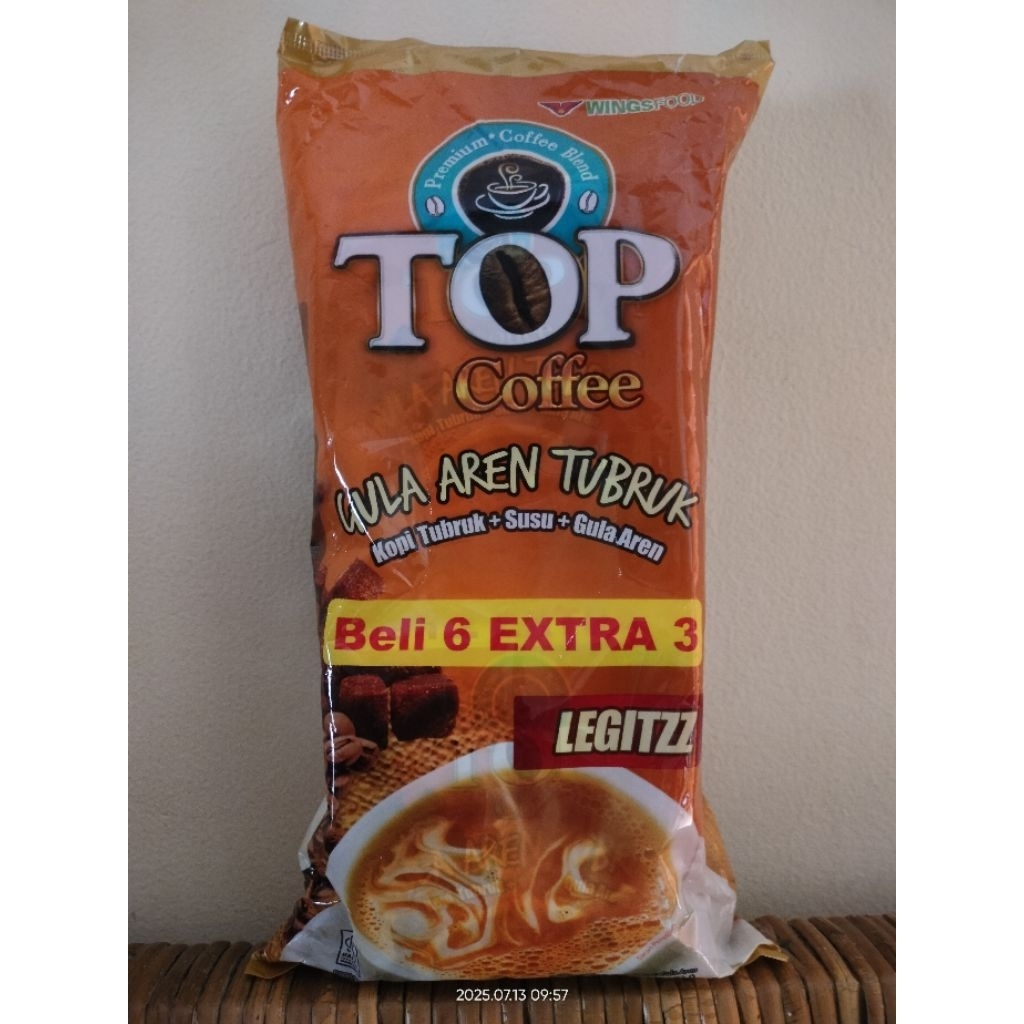 WINGSFOOD
Premium • Coffee Blend
TOP
Coffee
GULA AREN TUBRUK
Kopi Tubruk + Susu + Gula Aren
Beli 6 EXTRA 3
LEGITZZ
2025.07.13 09:57